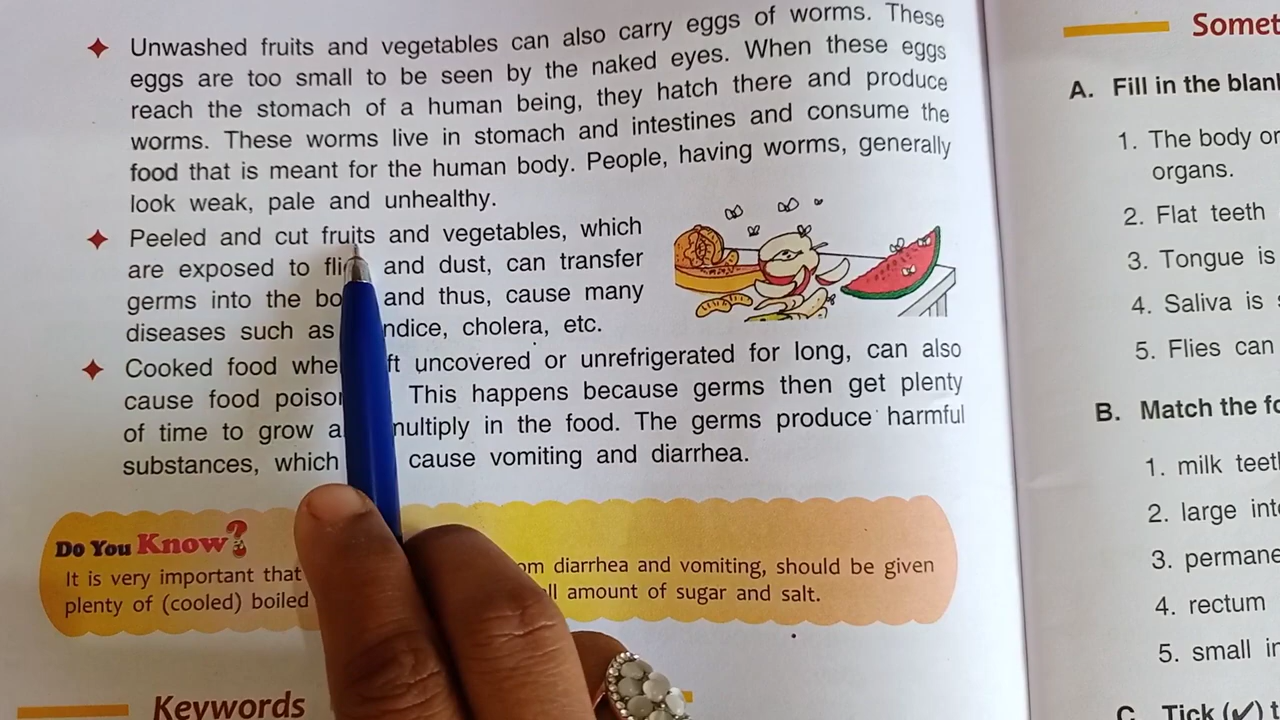 Unwashed fruits and vegetables can also carry eggs of worms. These
eggs are too small to be seen by the naked eyes. When these eggs
reach the stomach of a human being, they hatch there and produce
worms. These worms live in stomach and intestines and consume the
food that is meant for the human body. People, having worms, generally
look weak, pale and unhealthy.
Peeled and cut fruits and vegetables, which
are exposed to and dust, can transfer
germs into the and thus, cause many
diseases such as cholera, etc.
Cooked food uncovered or unrefrigerated for long, can also
cause food This happens because germs then get plenty
of time to grow multiply in the food. The germs produce harmful
substances, which cause vomiting and diarrhea.
Do You Know?
It is very important that diarrhea and vomiting, should be given
plenty of (cooled) boiled amount of sugar and salt.
Keywords
A. Fill in the
1. The body
organs.
2. Flat teeth
3. Tongue is
4. Saliva is
5. Flies can
B. Match the
1. milk
2. large
3.
4. rectum
5. small
C. Tick (✓)